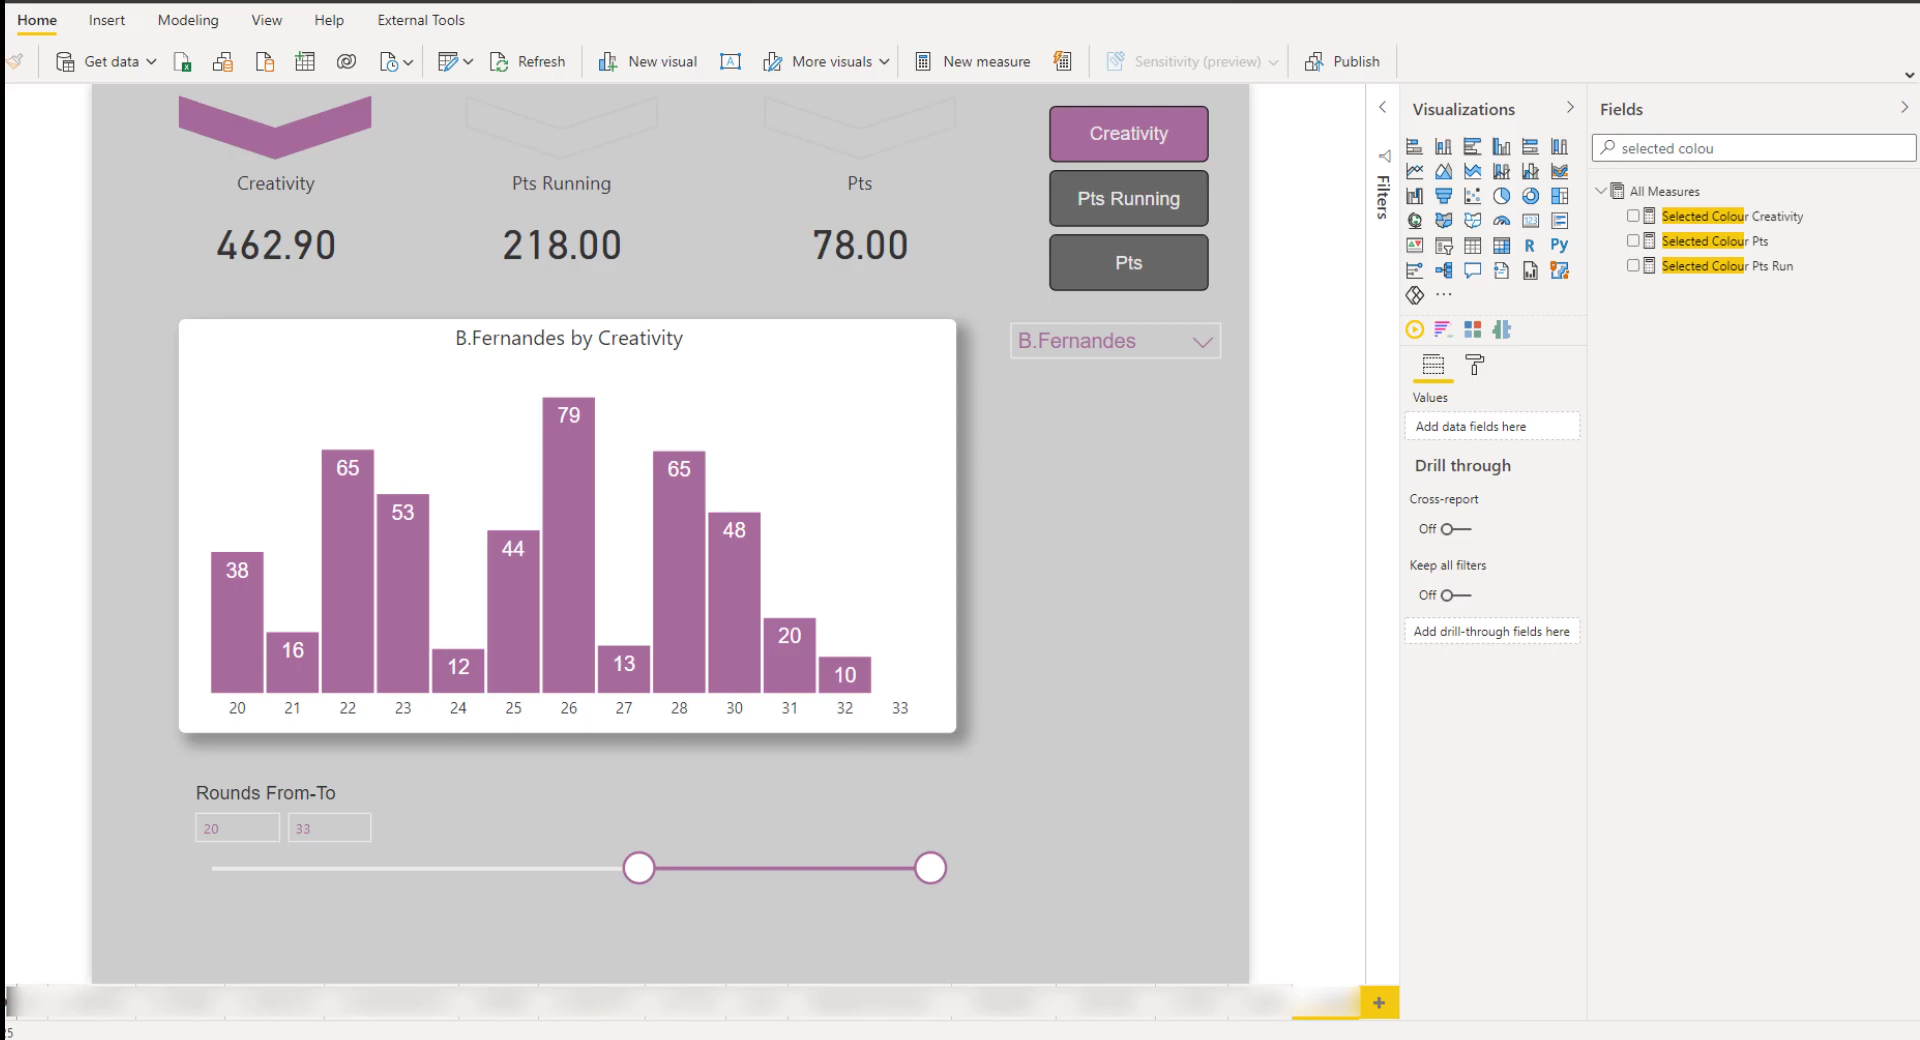 Home Insert Modeling View Help External Tools
Get data Refresh New visual More visuals New measure Sensitivity (preview) Publish
Creativity Pts Running Pts
462.90 218.00 78.00
Creativity
Pts Running
Pts
B.Fernandes
B.Fernandes by Creativity
38 16 65 53 12 44 79 13 65 48 20 10
20 21 22 23 24 25 26 27 28 30 31 32 33
Rounds From-To
20 33
Filters
Visualizations
R Py
Values
Add data fields here
Drill through
Cross-report
Off
Keep all filters
Off
Add drill-through fields here
Fields
selected colou
All Measures
Selected Colour Creativity
Selected Colour Pts
Selected Colour Pts Run